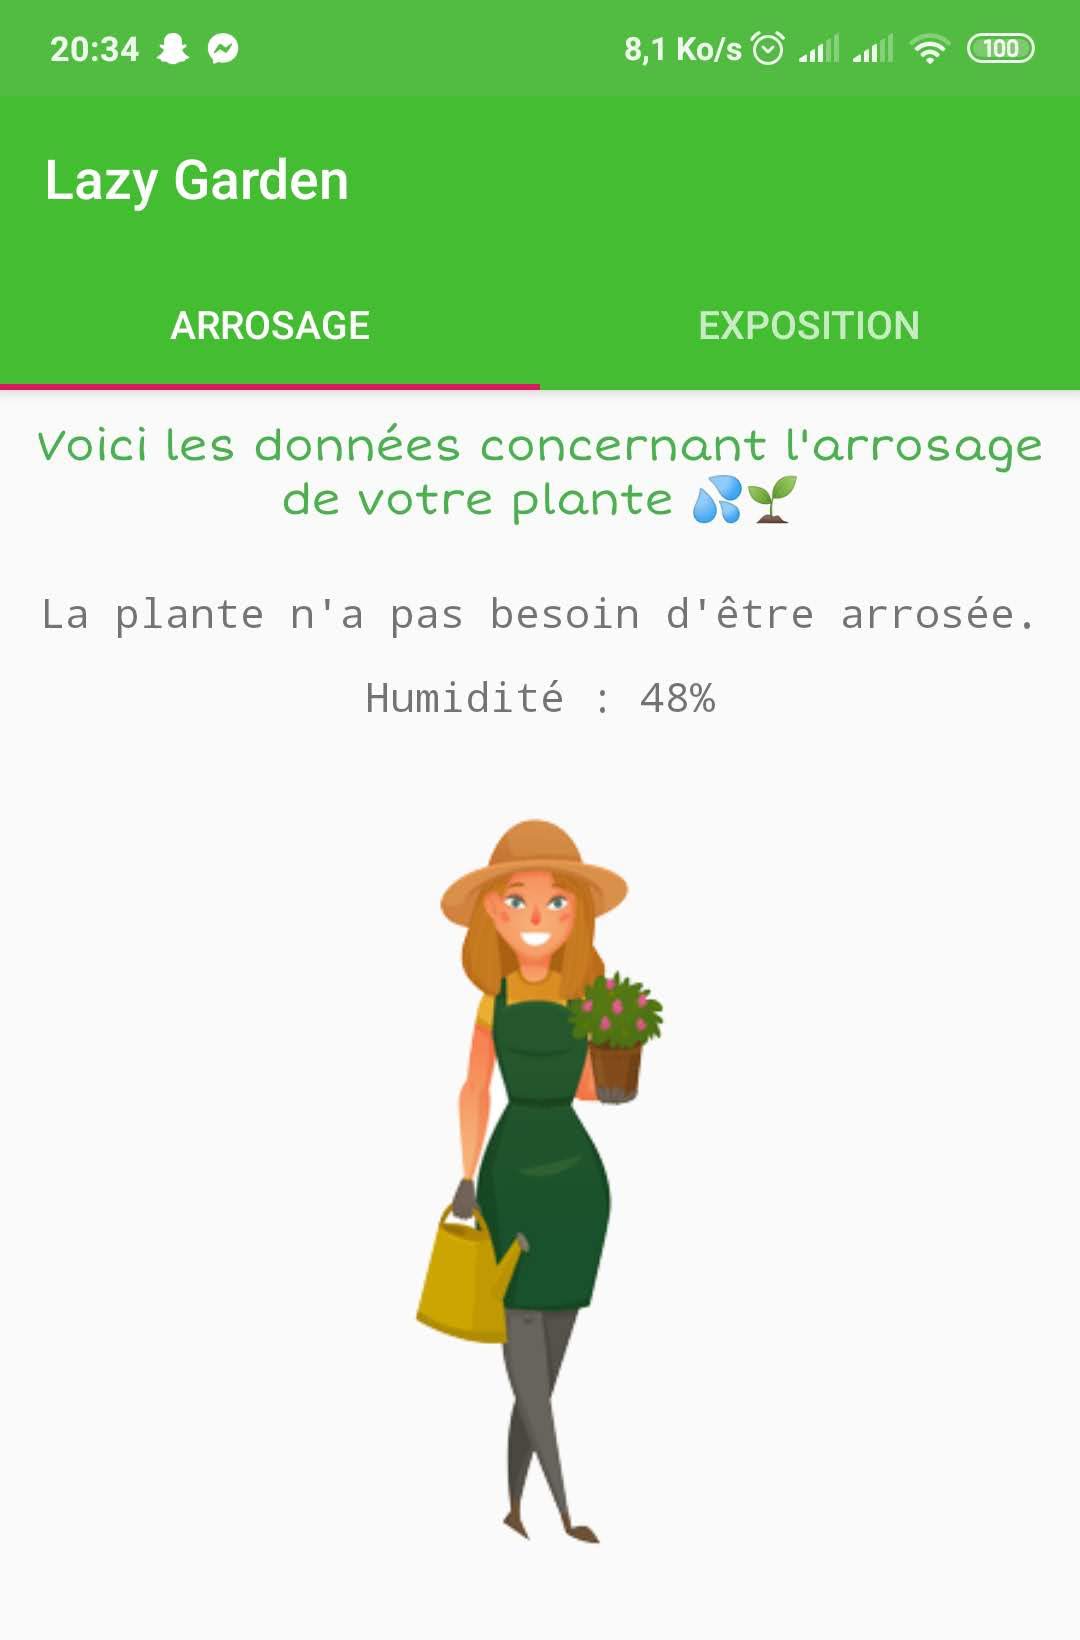 20:34 8,1 Ko/s 100
Lazy Garden
ARROSAGE EXPOSITION
Voici les données concernant l'arrosage
de votre plante 💦🌱
La plante n'a pas besoin d'être arrosée.
Humidité : 48%